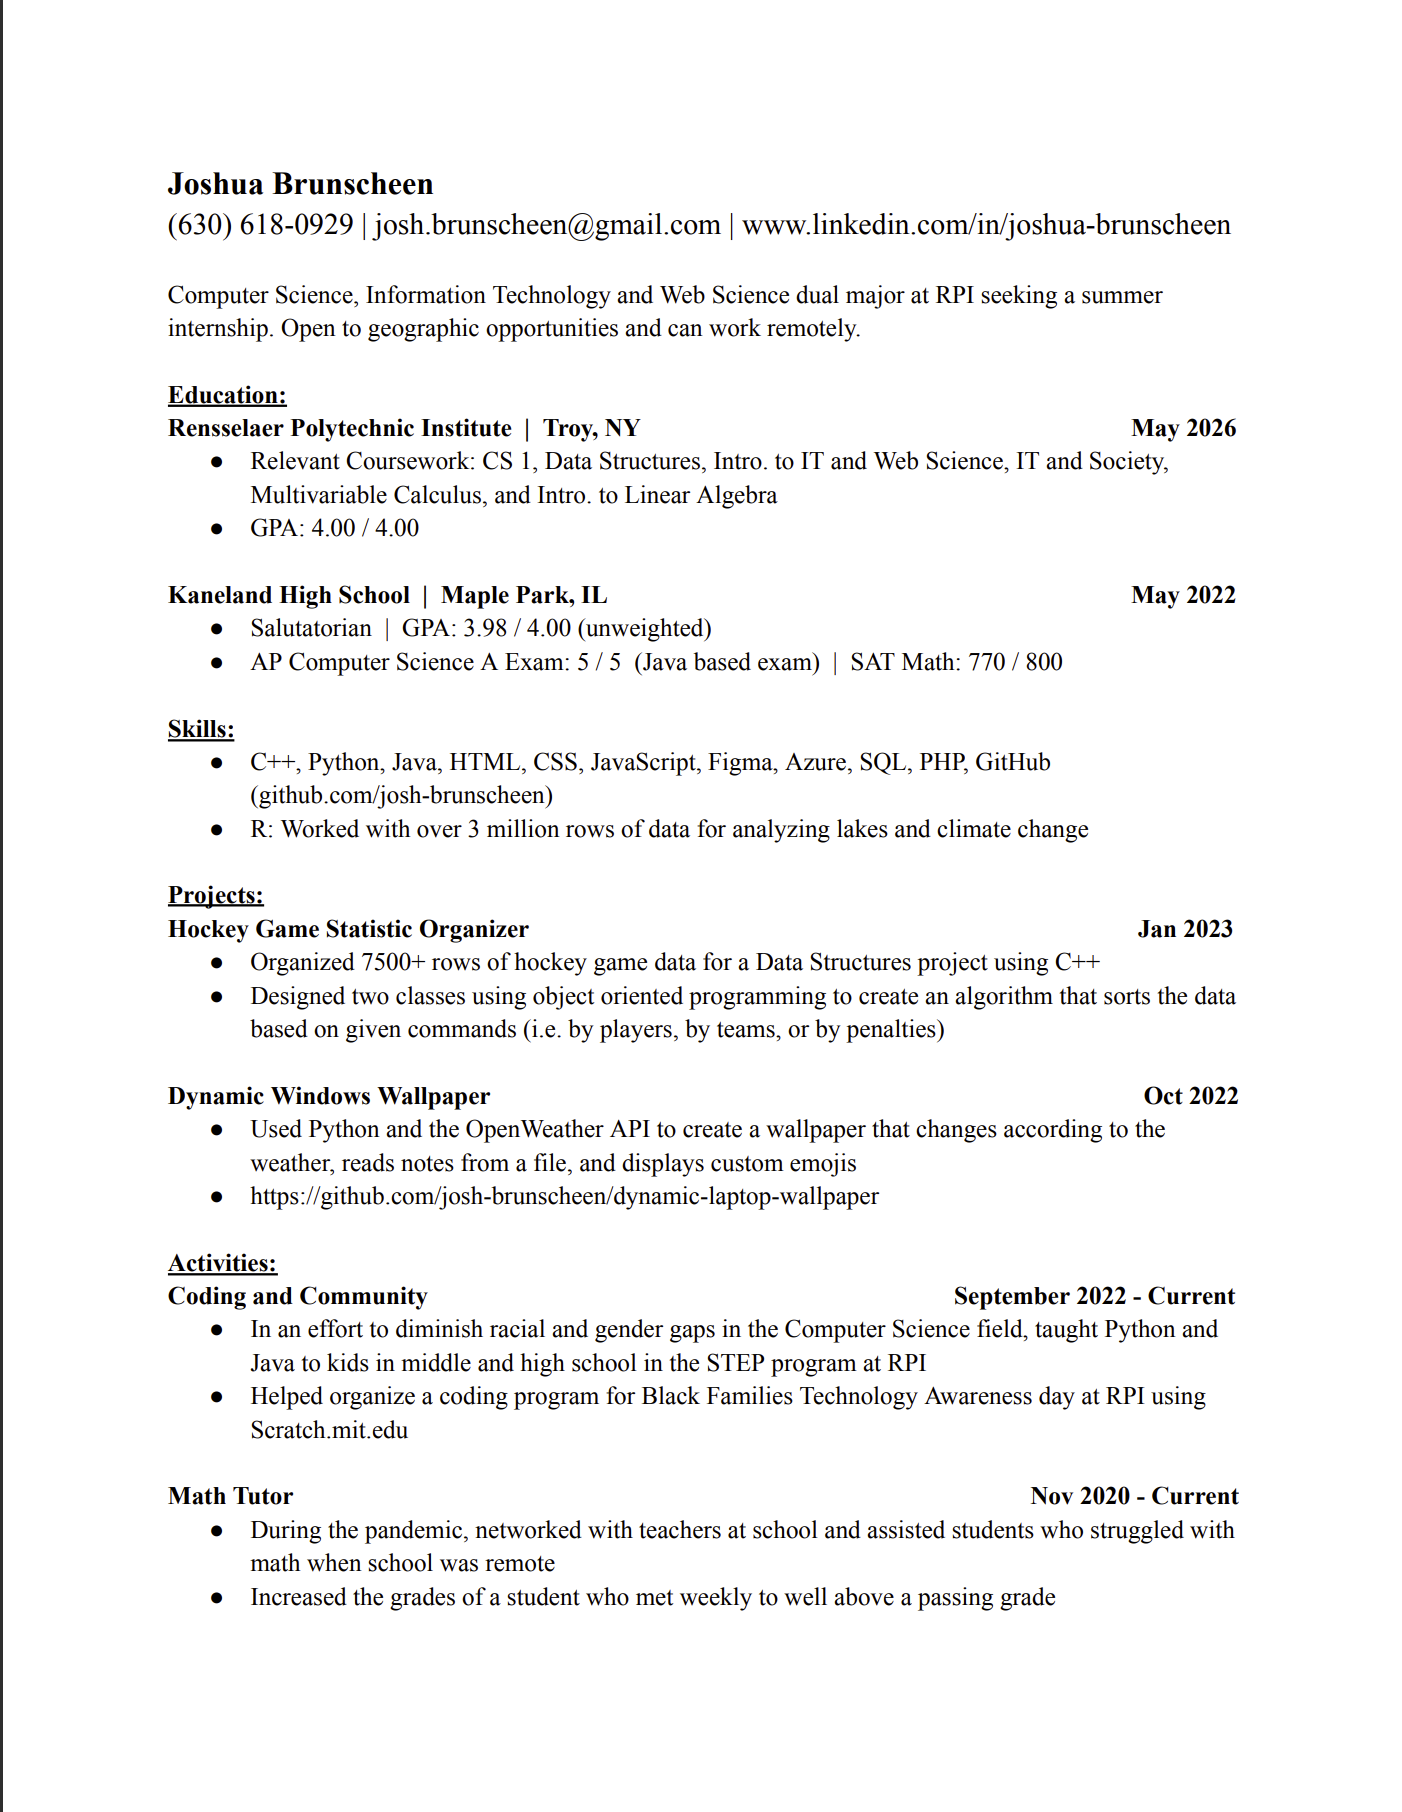 Joshua Brunscheen
(630) 618-0929 | josh.brunscheen@gmail.com | www.linkedin.com/in/joshua-brunscheen
Computer Science, Information Technology and Web Science dual major at RPI seeking a summer
internship. Open to geographic opportunities and can work remotely.
Education:
Rensselaer Polytechnic Institute | Troy, NY May 2026
● Relevant Coursework: CS 1, Data Structures, Intro. to IT and Web Science, IT and Society,
Multivariable Calculus, and Intro. to Linear Algebra
● GPA: 4.00 / 4.00
Kaneland High School | Maple Park, IL May 2022
● Salutatorian | GPA: 3.98 / 4.00 (unweighted)
● AP Computer Science A Exam: 5 / 5 (Java based exam) | SAT Math: 770 / 800
Skills:
● C++, Python, Java, HTML, CSS, JavaScript, Figma, Azure, SQL, PHP, GitHub
(github.com/josh-brunscheen)
● R: Worked with over 3 million rows of data for analyzing lakes and climate change
Projects:
Hockey Game Statistic Organizer Jan 2023
● Organized 7500+ rows of hockey game data for a Data Structures project using C++
● Designed two classes using object oriented programming to create an algorithm that sorts the data
based on given commands (i.e. by players, by teams, or by penalties)
Dynamic Windows Wallpaper Oct 2022
● Used Python and the OpenWeather API to create a wallpaper that changes according to the
weather, reads notes from a file, and displays custom emojis
● https://github.com/josh-brunscheen/dynamic-laptop-wallpaper
Activities:
Coding and Community September 2022 - Current
● In an effort to diminish racial and gender gaps in the Computer Science field, taught Python and
Java to kids in middle and high school in the STEP program at RPI
● Helped organize a coding program for Black Families Technology Awareness day at RPI using
Scratch.mit.edu
Math Tutor Nov 2020 - Current
● During the pandemic, networked with teachers at school and assisted students who struggled with
math when school was remote
● Increased the grades of a student who met weekly to well above a passing grade